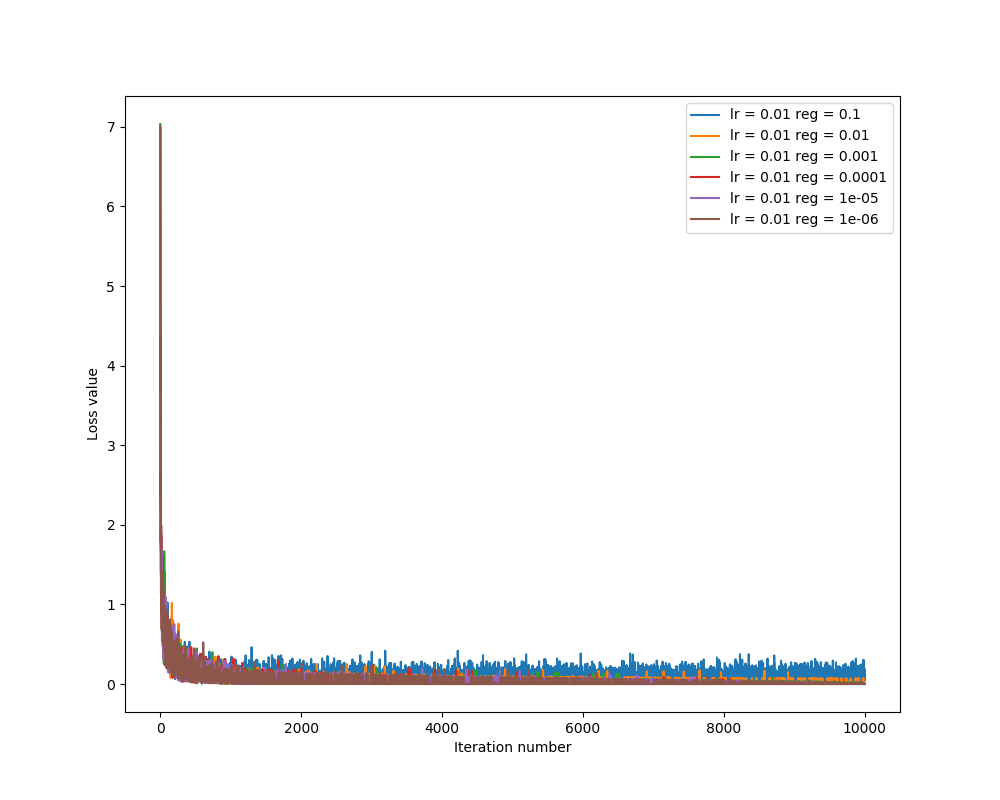 lr = 0.01 reg = 0.1
lr = 0.01 reg = 0.01
lr = 0.01 reg = 0.001
lr = 0.01 reg = 0.0001
lr = 0.01 reg = 1e-05
lr = 0.01 reg = 1e-06
7
6
5
4
3
2
1
0
Loss value
0 2000 4000 6000 8000 10000
Iteration number